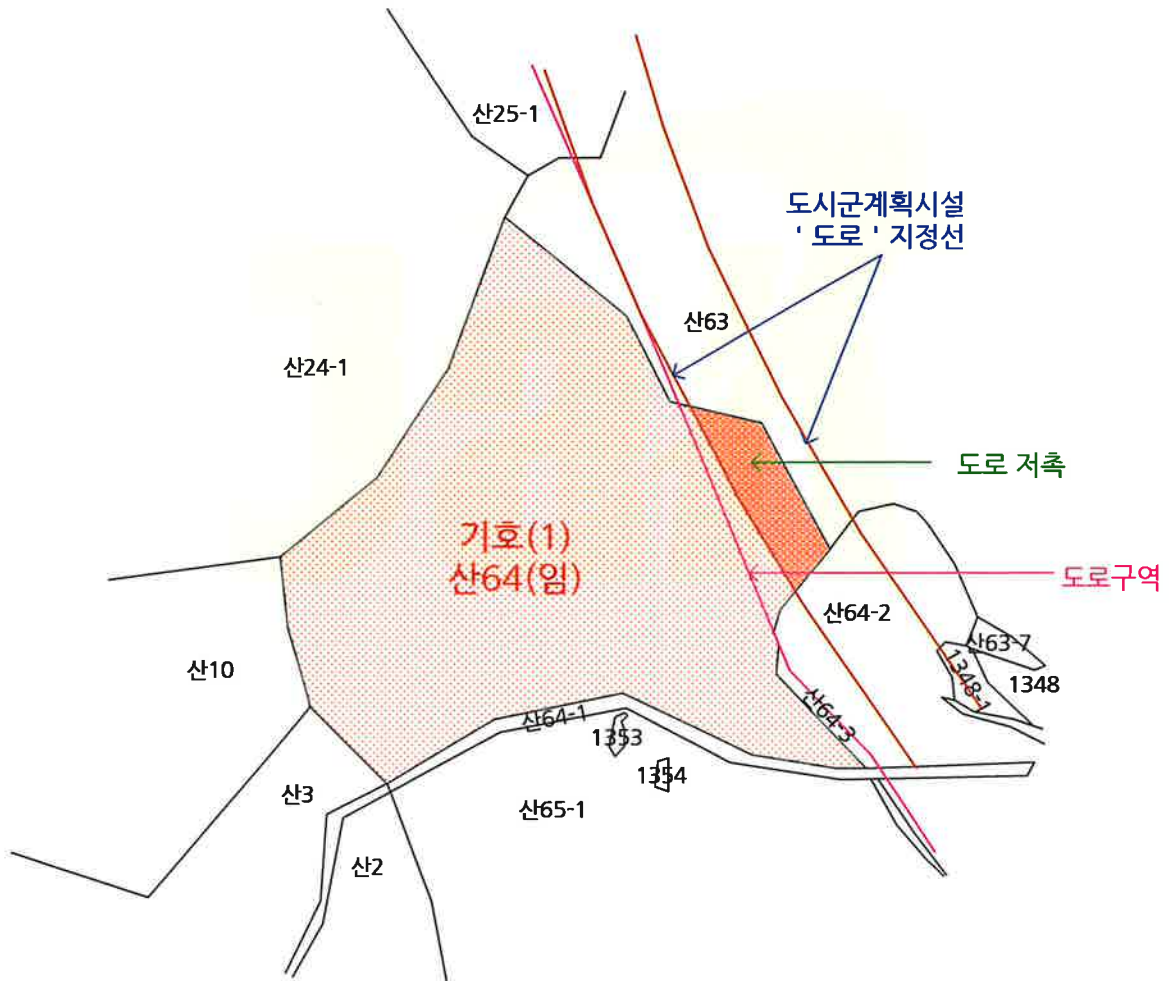 산25-1
도시군계획시설
' 도로 ' 지정선
산63
산24-1
도로 저촉
기호(1)
산64(임)
도로구역
산64-2
산63-7
산10
1348-1
1348
산64-3
산64-1
1353
1354
산3
산65-1
산2